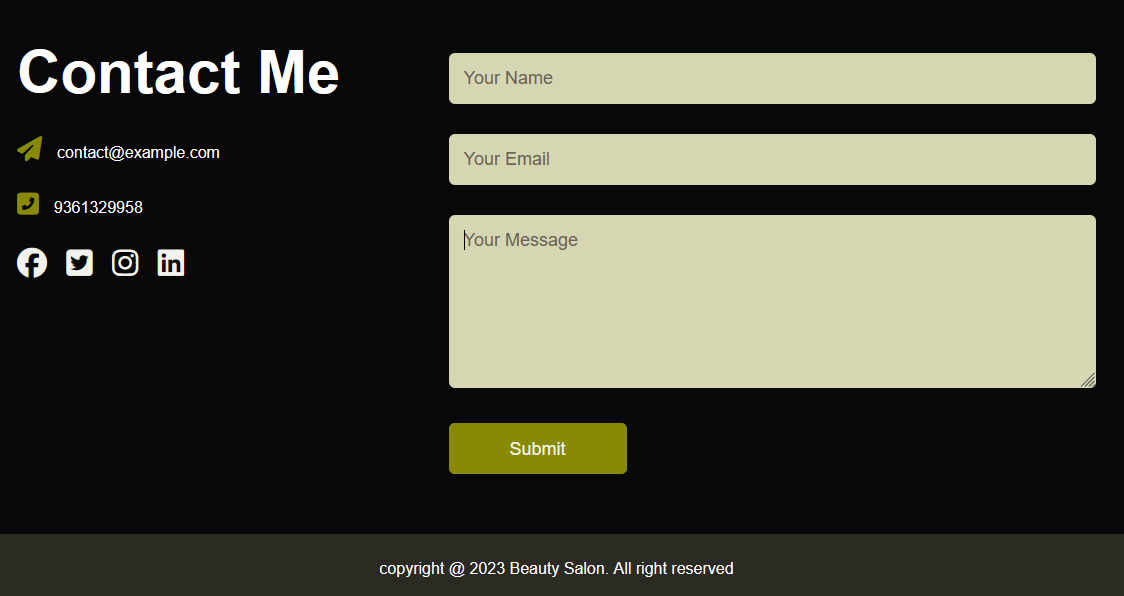 Contact Me
contact@example.com
9361329958
Your Name
Your Email
Your Message
Submit
copyright @ 2023 Beauty Salon. All right reserved